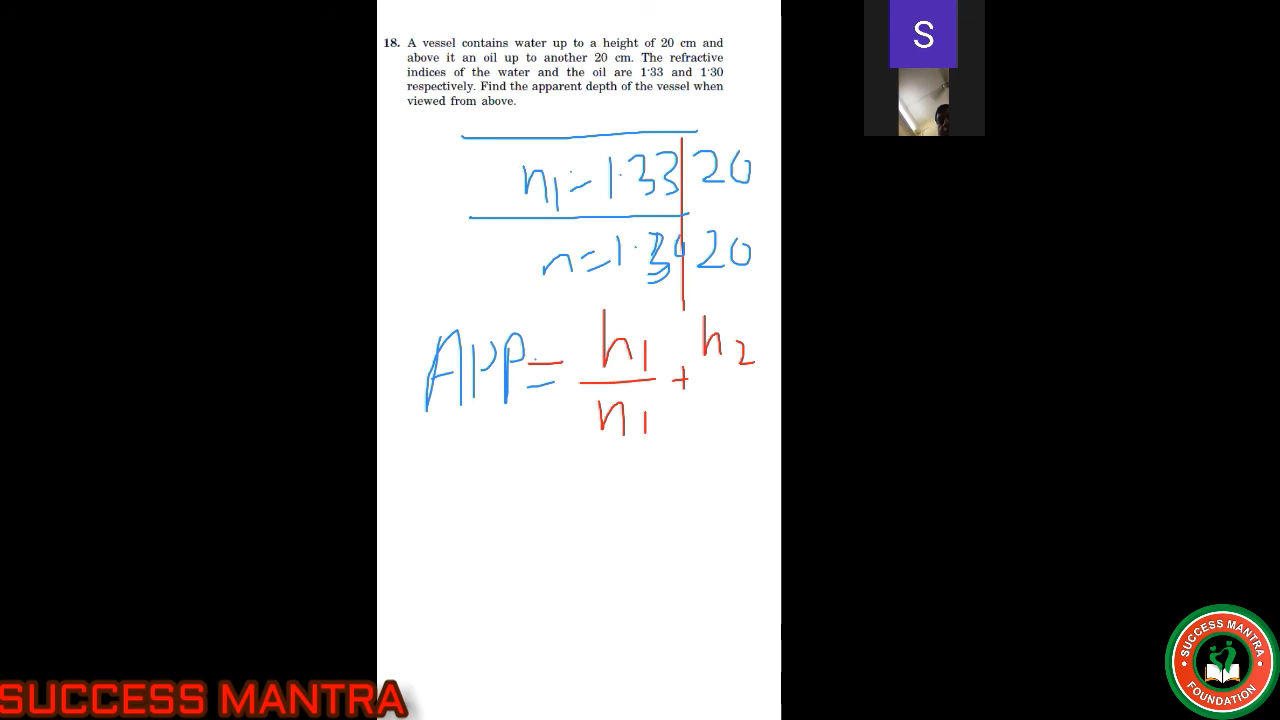 18. A vessel contains water up to a height of 20 cm and
above it an oil up to another 20 cm. The refractive
indices of the water and the oil are 1·33 and 1·30
respectively. Find the apparent depth of the vessel when
viewed from above.
S
n1 = 1.33 20
n = 1.30 20
APP = h1/n1 + h2
SUCCESS MANTRA
SUCCESS MANTRA
FOUNDATION